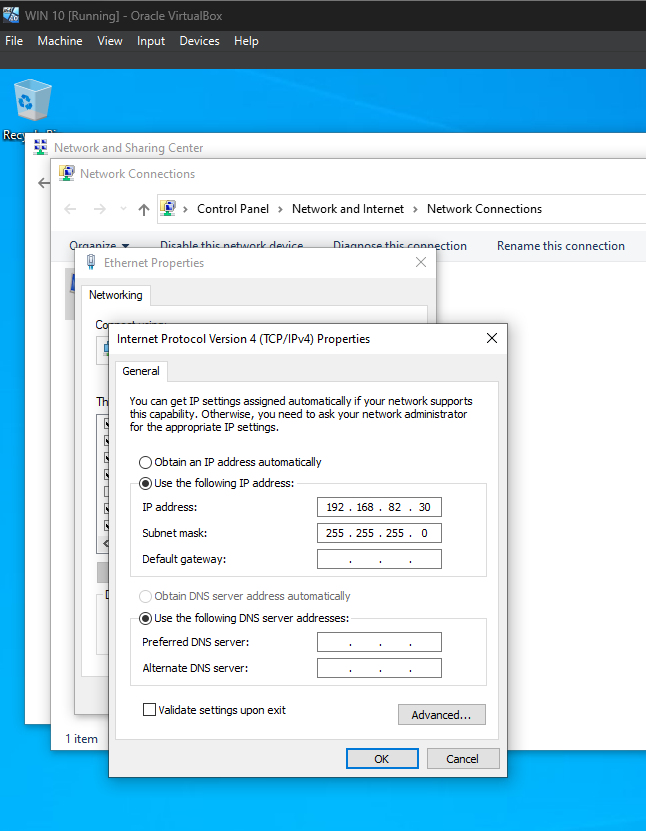 WIN 10 [Running] - Oracle VirtualBox
File Machine View Input Devices Help
Network and Sharing Center
Network Connections
Control Panel > Network and Internet > Network Connections
Organize Disable this network device Diagnose this connection Rename this connection
Ethernet Properties
Networking
Internet Protocol Version 4 (TCP/IPv4) Properties
General
You can get IP settings assigned automatically if your network supports
this capability. Otherwise, you need to ask your network administrator
for the appropriate IP settings.
Obtain an IP address automatically
Use the following IP address:
IP address: 192 . 168 . 82 . 30
Subnet mask: 255 . 255 . 255 . 0
Default gateway: . . .
Obtain DNS server address automatically
Use the following DNS server addresses:
Preferred DNS server: . . .
Alternate DNS server: . . .
Validate settings upon exit
Advanced...
1 item
OK Cancel